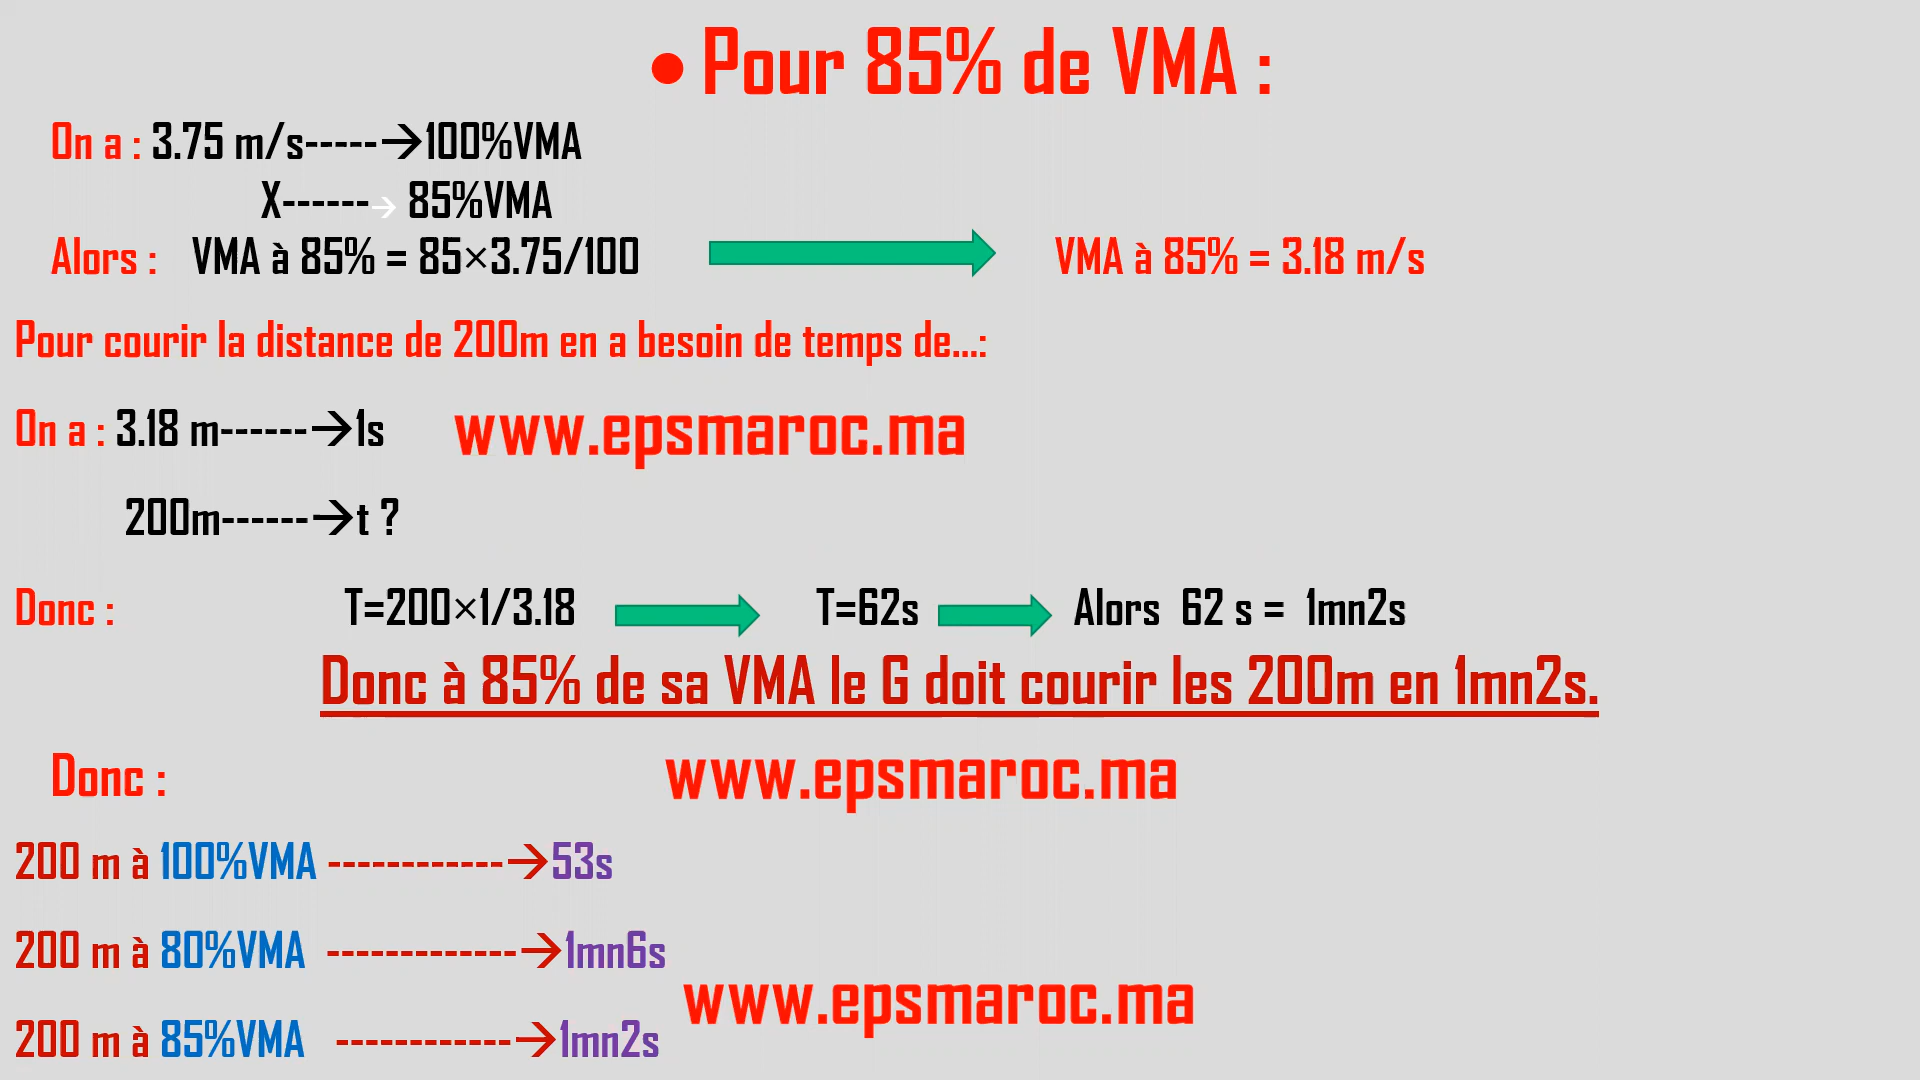 • Pour 85% de VMA :
On a : 3.75 m/s-----→100%VMA
X------→ 85%VMA
Alors : VMA à 85% = 85×3.75/100 VMA à 85% = 3.18 m/s
Pour courir la distance de 200m en a besoin de temps de...:
On a : 3.18 m------→1s www.epsmaroc.ma
200m------→t ?
Donc : T=200×1/3.18 T=62s Alors 62 s = 1mn2s
Donc à 85% de sa VMA le G doit courir les 200m en 1mn2s.
Donc : www.epsmaroc.ma
200 m à 100%VMA ------------→53s
200 m à 80%VMA -------------→1mn6s
www.epsmaroc.ma
200 m à 85%VMA ------------→1mn2s